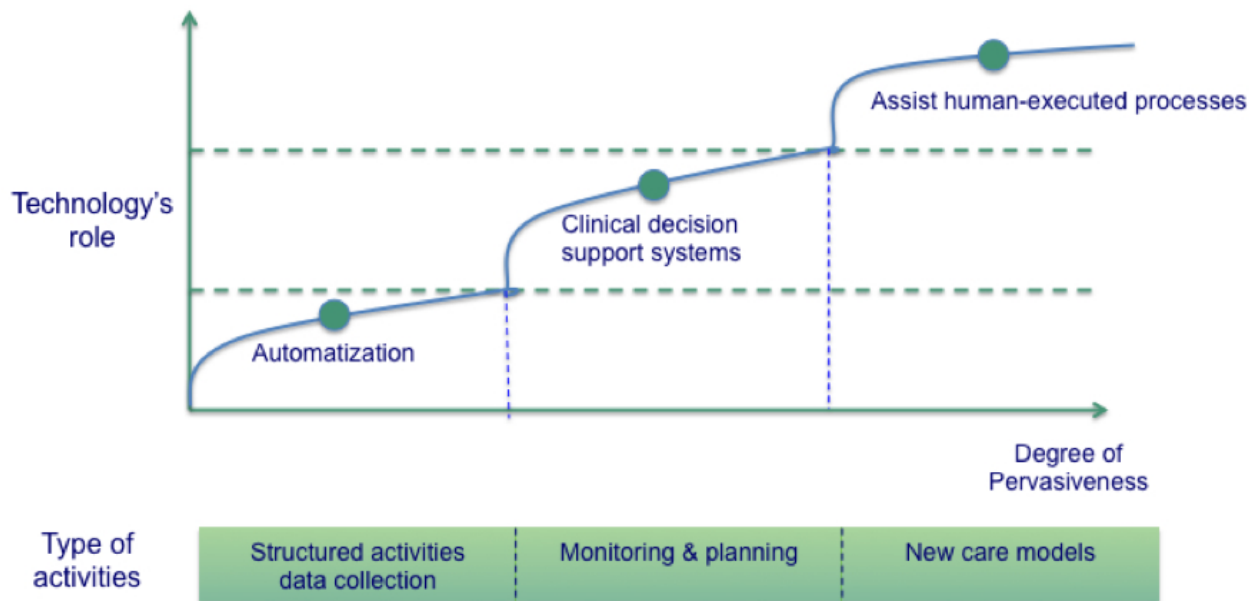 Assist human-executed processes
Technology's
role
Clinical decision
support systems
Automatization
Degree of
Pervasiveness
Type of
activities
Structured activities
data collection
Monitoring & planning
New care models